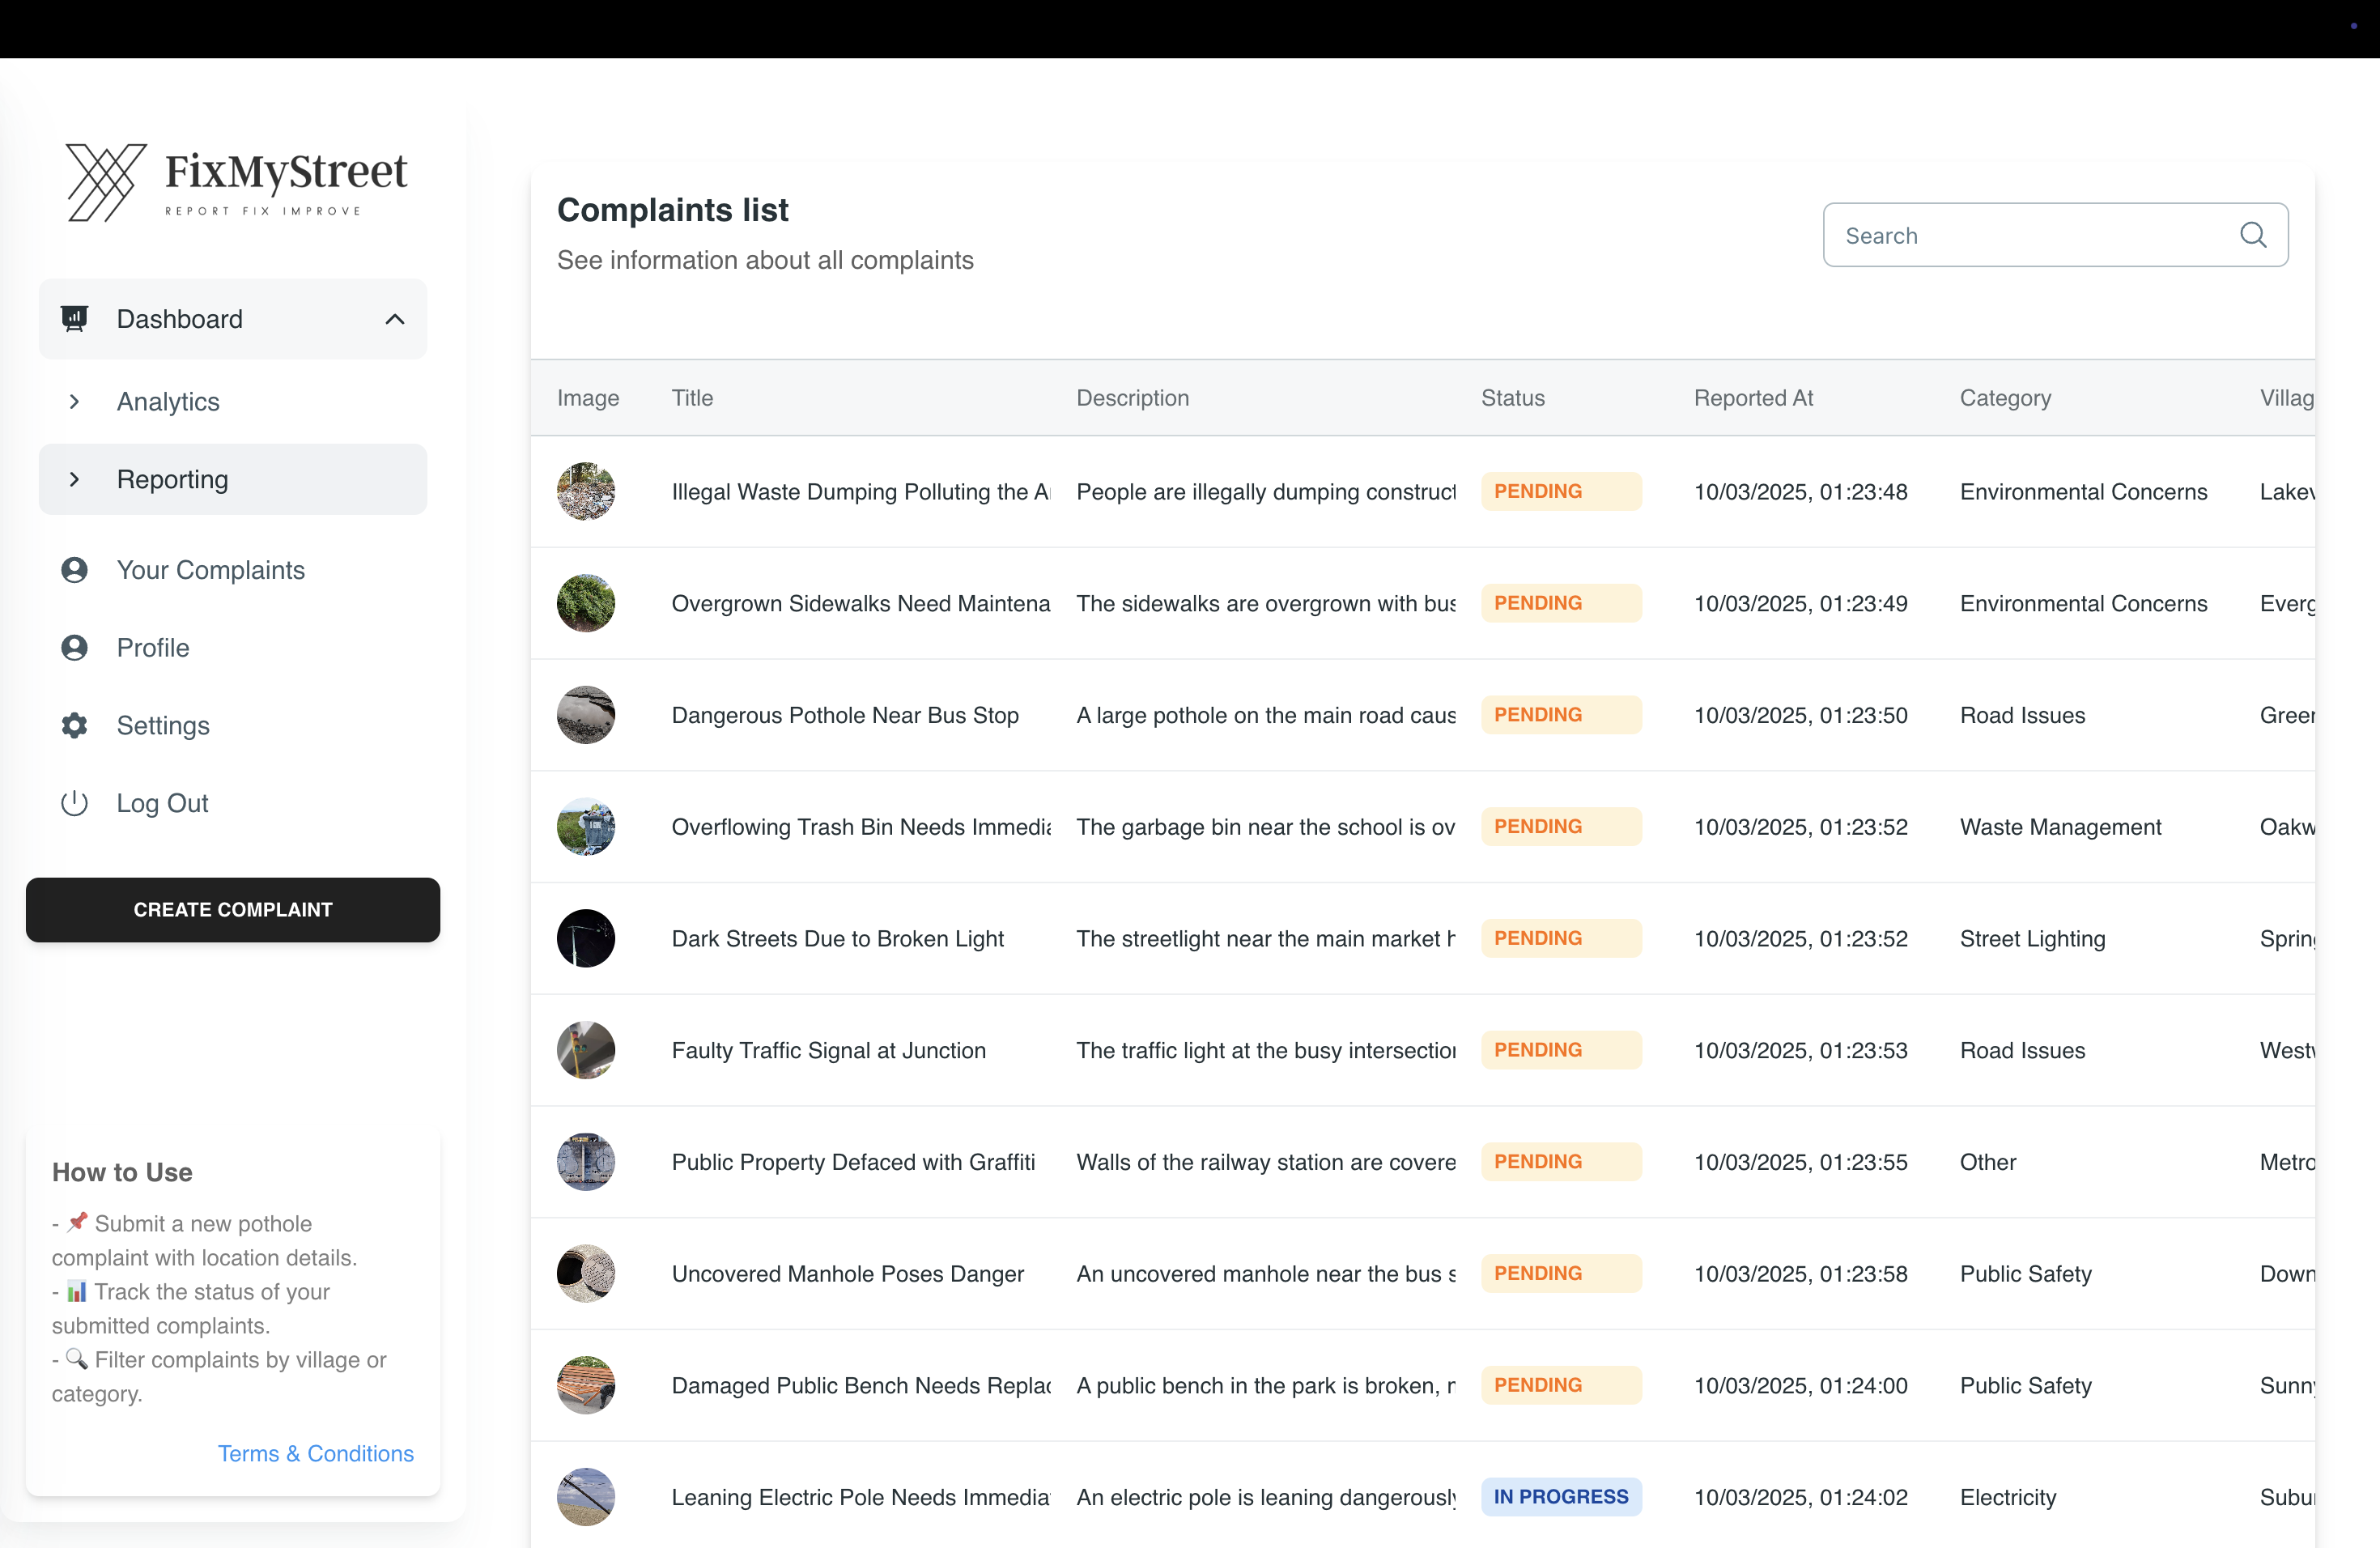 FixMyStreet
REPORT FIX IMPROVE
Dashboard
Analytics
Reporting
Your Complaints
Profile
Settings
Log Out
CREATE COMPLAINT
How to Use
- 📌 Submit a new pothole
complaint with location details.
- 📊 Track the status of your
submitted complaints.
- 🔍 Filter complaints by village or
category.
Terms & Conditions
Complaints list
See information about all complaints
Search
Image Title Description Status Reported At Category Villag
Illegal Waste Dumping Polluting the A People are illegally dumping construct PENDING 10/03/2025, 01:23:48 Environmental Concerns Lakev
Overgrown Sidewalks Need Maintena The sidewalks are overgrown with bus PENDING 10/03/2025, 01:23:49 Environmental Concerns Everg
Dangerous Pothole Near Bus Stop A large pothole on the main road caus PENDING 10/03/2025, 01:23:50 Road Issues Green
Overflowing Trash Bin Needs Immedia The garbage bin near the school is ov PENDING 10/03/2025, 01:23:52 Waste Management Oakw
Dark Streets Due to Broken Light The streetlight near the main market h PENDING 10/03/2025, 01:23:52 Street Lighting Spring
Faulty Traffic Signal at Junction The traffic light at the busy intersection PENDING 10/03/2025, 01:23:53 Road Issues Westw
Public Property Defaced with Graffiti Walls of the railway station are covere PENDING 10/03/2025, 01:23:55 Other Metro
Uncovered Manhole Poses Danger An uncovered manhole near the bus s PENDING 10/03/2025, 01:23:58 Public Safety Down
Damaged Public Bench Needs Replac A public bench in the park is broken, PENDING 10/03/2025, 01:24:00 Public Safety Sunny
Leaning Electric Pole Needs Immedia An electric pole is leaning dangerously IN PROGRESS 10/03/2025, 01:24:02 Electricity Subur